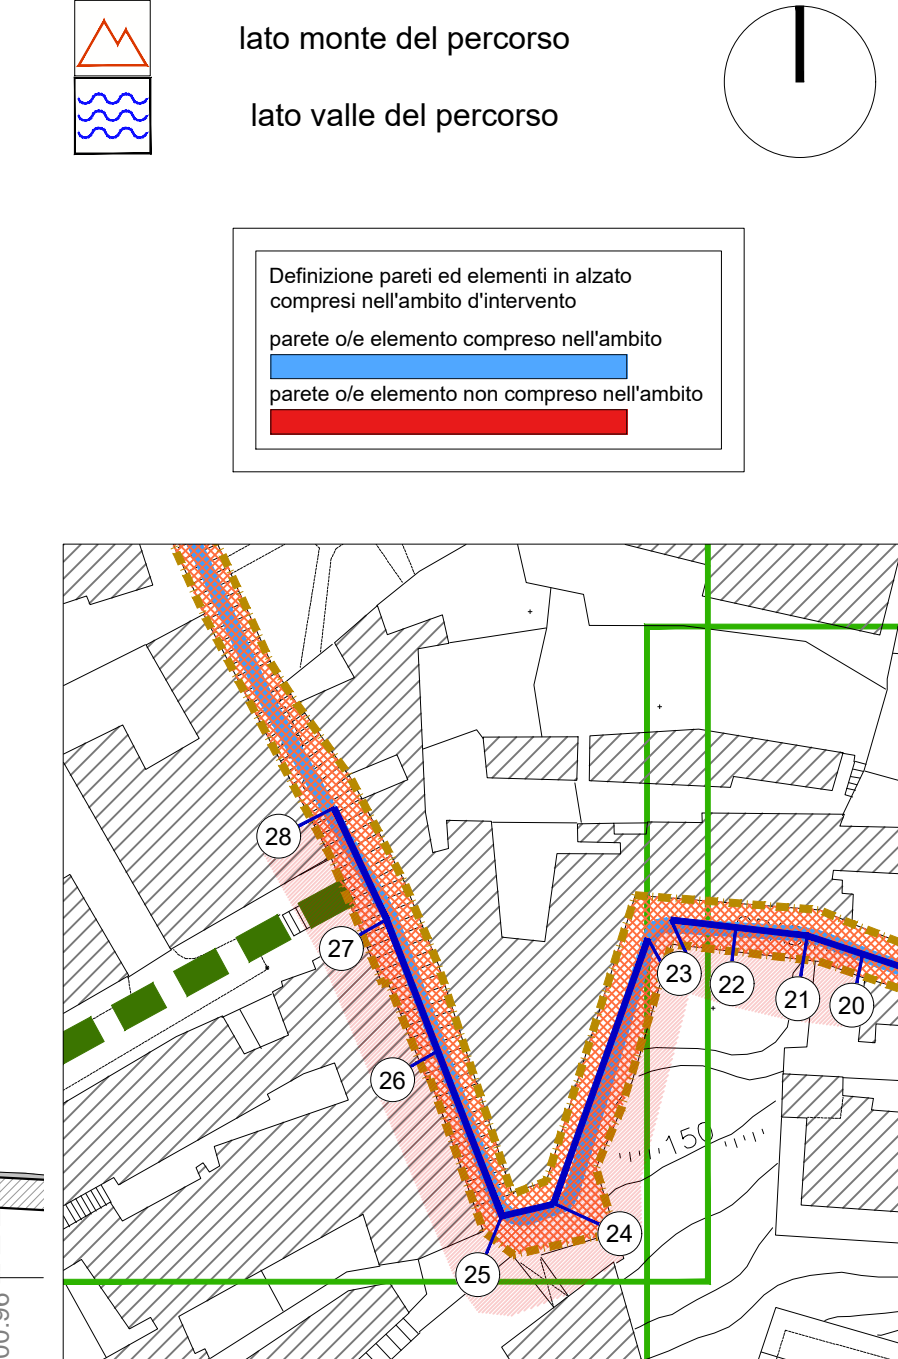 lato monte del percorso
lato valle del percorso
Definizione pareti ed elementi in alzato
compresi nell'ambito d'intervento
parete o/e elemento compreso nell'ambito
parete o/e elemento non compreso nell'ambito
28
27
23
22
21
20
26
150
24
25